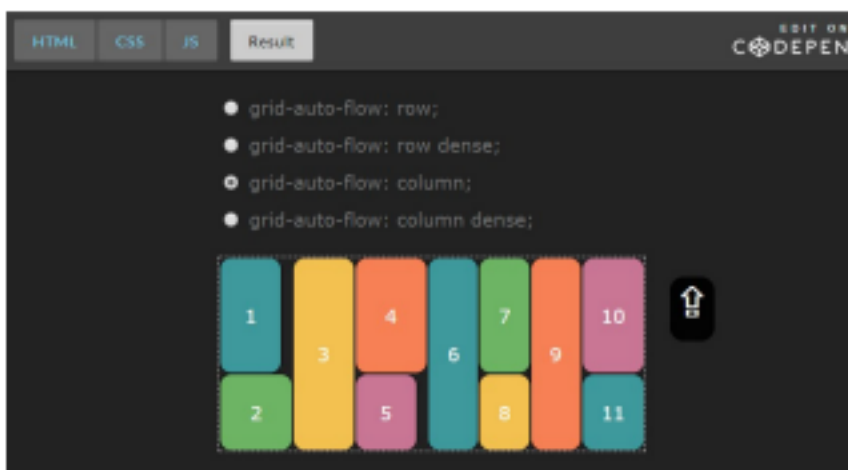 HTML CSS JS Result
EDIT ON
CODEPEN
grid-auto-flow: row;
grid-auto-flow: row dense;
grid-auto-flow: column;
grid-auto-flow: column dense;
1 3 4 6 7 9 10
2 5 8 11